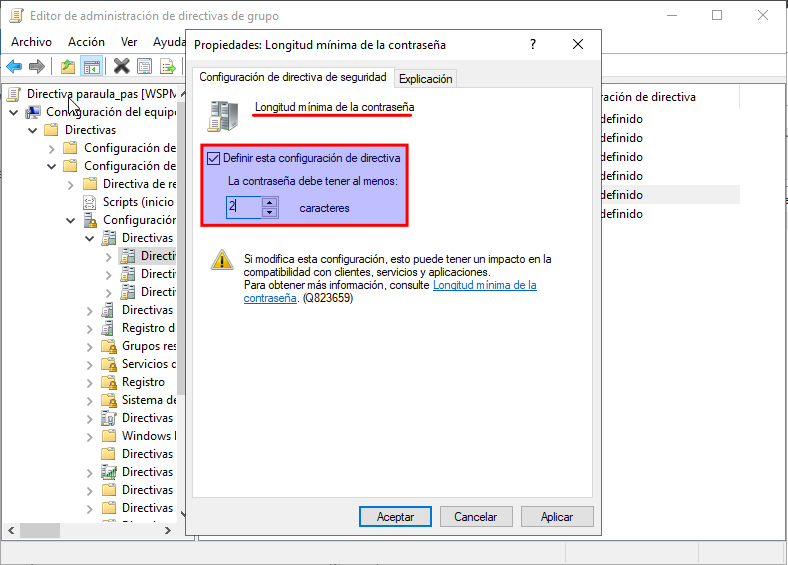 Editor de administración de directivas de grupo
Archivo Acción Ver Ayuda
Directiva paraula_pas [WSPM
Configuración del equipo
Directivas
Configuración de
Configuración de
Directiva de re
Scripts (inicio
Configuración
Directivas
Directi
Directi
Directi
Directivas
Registro d
Grupos res
Servicios d
Registro
Sistema de
Directivas
Windows
Directivas
Directivas
Directivas
Directivas
Propiedades: Longitud mínima de la contraseña
?
Configuración de directiva de seguridad Explicación
Longitud mínima de la contraseña
Definir esta configuración de directiva
La contraseña debe tener al menos:
2 caracteres
Si modifica esta configuración, esto puede tener un impacto en la
compatibilidad con clientes, servicios y aplicaciones.
Para obtener más información, consulte Longitud mínima de la
contraseña. (Q823659)
Aceptar Cancelar Aplicar
ración de directiva
definido
definido
definido
definido
definido
definido